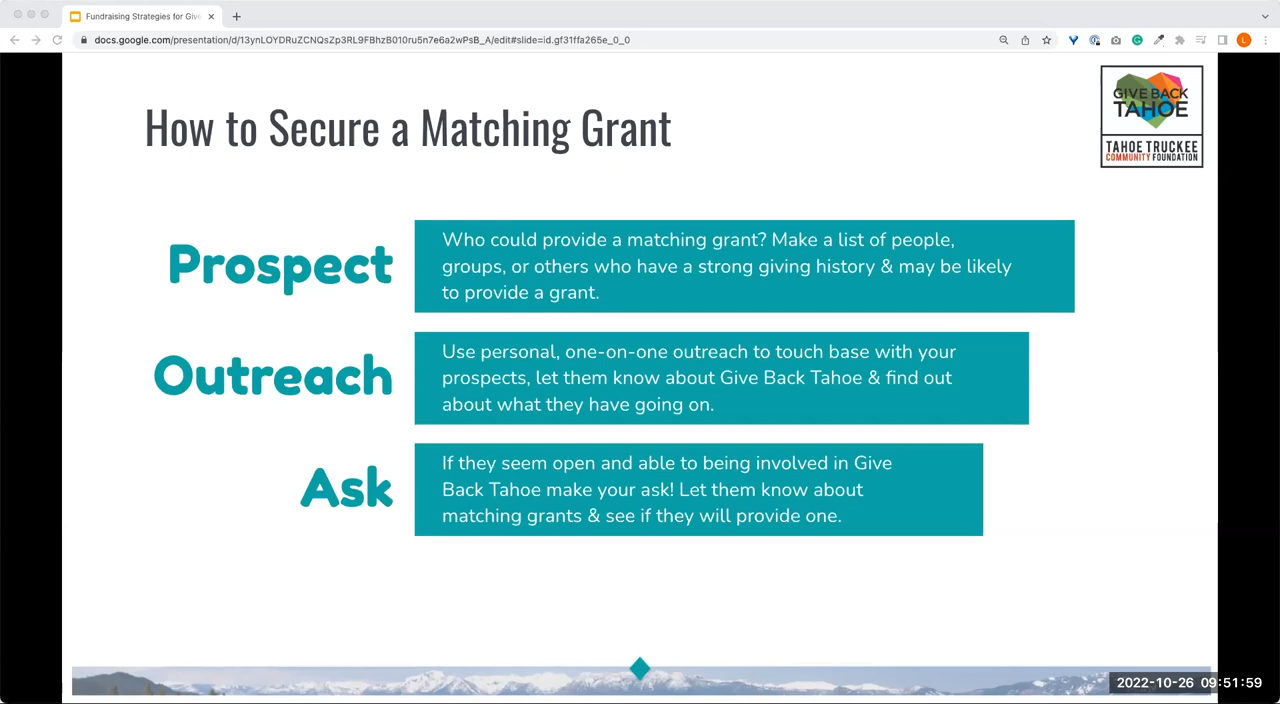 Fundraising Strategies for Give
docs.google.com/presentation/d/13ynLOYDRuZCNQsZp3RL9FBhzB010ru5n7e6a2wPsB_A/edit#slide=id.gf31ffa265e_0_0
L
How to Secure a Matching Grant
GIVE BACK
TAHOE
TAHOE TRUCKEE
COMMUNITY FOUNDATION
Prospect
Who could provide a matching grant? Make a list of people,
groups, or others who have a strong giving history & may be likely
to provide a grant.
Outreach
Use personal, one-on-one outreach to touch base with your
prospects, let them know about Give Back Tahoe & find out
about what they have going on.
Ask
If they seem open and able to being involved in Give
Back Tahoe make your ask! Let them know about
matching grants & see if they will provide one.
2022-10-26 09:51:59